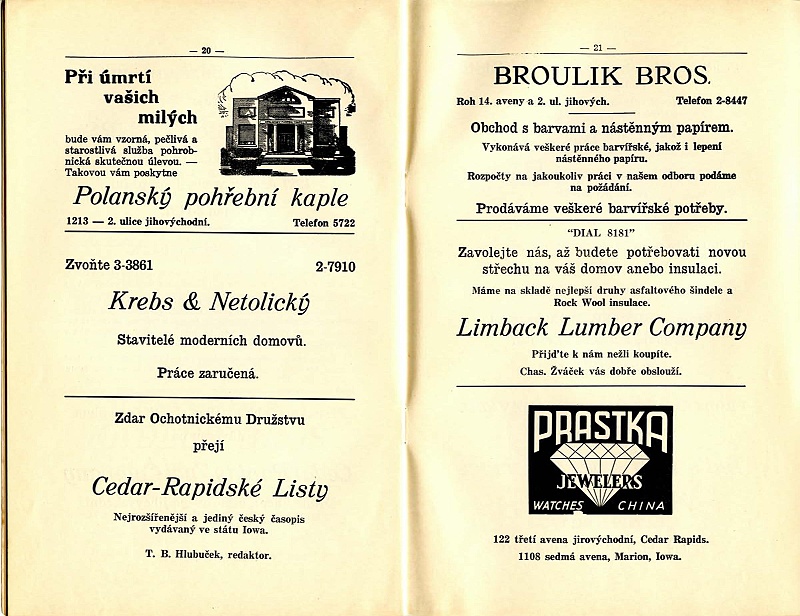 — 20 —
Při úmrtí
vašich
milých
bude vám vzorná, pečlivá a
starostlivá služba pohrob-
nická skutečnou úlevou. —
Takovou vám poskytne
Polanský pohřební kaple
1213 — 2. ulice jihovýchodní. Telefon 5722
Zvoňte 3-3861 2-7910
Krebs & Netolický
Stavitelé moderních domovů.
Práce zaručená.
Zdar Ochotnickému Družstvu
přejí
Cedar-Rapidské Listy
Nejrozšířenější a jediný český časopis
vydávaný ve státu Iowa.
T. B. Hlubuček, redaktor.
— 21 —
BROULIK BROS.
Roh 14. aveny a 2. ul. jihových. Telefon 2-8447
Obchod s barvami a nástěnným papírem.
Vykonává veškeré práce barvířské, jakož i lepení
nástěnného papíru.
Rozpočty na jakoukoliv práci v našem odboru podáme
na požádání.
Prodáváme veškeré barvířské potřeby.
"DIAL 8181"
Zavolejte nás, až budete potřebovati novou
střechu na váš domov anebo insulaci.
Máme na skladě nejlepší druhy asfaltového šindele a
Rock Wool insulace.
Limback Lumber Company
Přijďte k nám nežli koupíte.
Chas. Žváček vás dobře obslouží.
PRASTKA
JEWELERS
WATCHES CHINA
122 třetí avena jirovýchodní, Cedar Rapids.
1108 sedmá avena, Marion, Iowa.